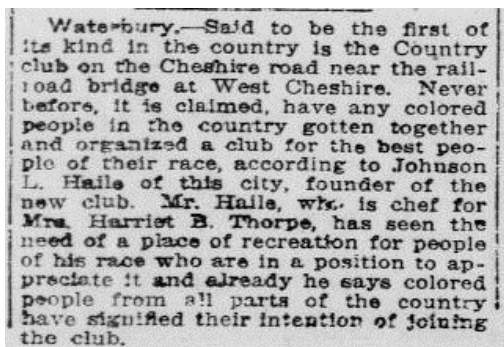 Waterbury.—Said to be the first of
its kind in the country is the Country
club on the Cheshire road near the rail-
road bridge at West Cheshire. Never
before, it is claimed, have any colored
people in the country gotten together
and organized a club for the best peo-
ple of their race, according to Johnson
L. Haile of this city, founder of the
new club. Mr. Haile, who is chef for
Mrs. Harriet B. Thorpe, has seen the
need of a place of recreation for people
of his race who are in a position to ap-
preciate it and already he says colored
people from all parts of the country
have signified their intention of joining
the club.